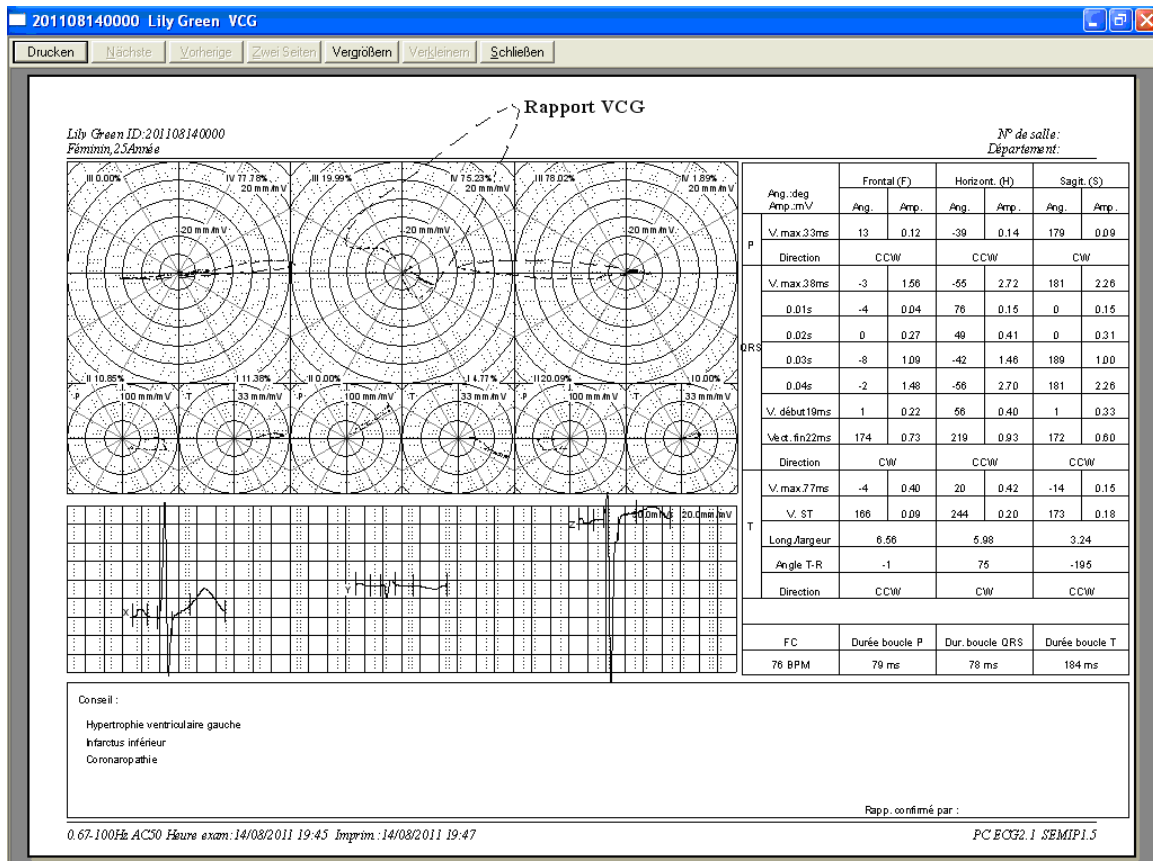 201108140000 Lily Green VCG
Drucken Nächste Vorherige Zwei Seiten Vergrößern Verkleinern Schließen
Rapport VCG
Lily Green ID:201108140000
Féminin,25Année
N° de salle:
Département:
III 0.00% IV 77.78% III 19.99% IV 75.23% III 78.02% IV 1.89%
20 mm/mV 20 mm/mV 20 mm/mV
20 mm/mV 20 mm/mV 20 mm/mV
II 10.85% I 11.38% II 0.00% I 4.77% II 20.09% I 0.00%
P 100 mm/mV T 33 mm/mV P 100 mm/mV T 33 mm/mV P 100 mm/mV T 33 mm/mV
X
Y
Z
20.0mm/mV
Ang.:deg
Amp.:mV
Frontal (F) Horizont. (H) Sagit. (S)
Ang. Amp. Ang. Amp. Ang. Amp.
P
V. max.33ms 13 0.12 -39 0.14 179 0.09
Direction CCW CCW CW
QRS
V. max.38ms -3 1.56 -55 2.72 181 2.26
0.01s -4 0.04 76 0.15 0 0.15
0.02s 0 0.27 49 0.41 0 0.31
0.03s -8 1.09 -42 1.46 189 1.00
0.04s -2 1.48 -56 2.70 181 2.26
V. début19ms 1 0.22 56 0.40 1 0.33
Vect. fin22ms 174 0.73 219 0.93 172 0.60
Direction CW CCW CCW
T
V. max.77ms -4 0.40 20 0.42 -14 0.15
V. ST 166 0.09 244 0.20 173 0.18
Long./largeur 6.56 5.98 3.24
Angle T-R -1 75 -195
Direction CCW CW CCW
FC Durée boucle P Dur. boucle QRS Durée boucle T
76 BPM 79 ms 78 ms 184 ms
Conseil :
Hypertrophie ventriculaire gauche
Infarctus inférieur
Coronaropathie
Rapp. confirmé par :
0.67-100Hz AC50 Heure exam:14/08/2011 19:45 Imprim.:14/08/2011 19:47
PC ECG2.1 SEMIP1.5